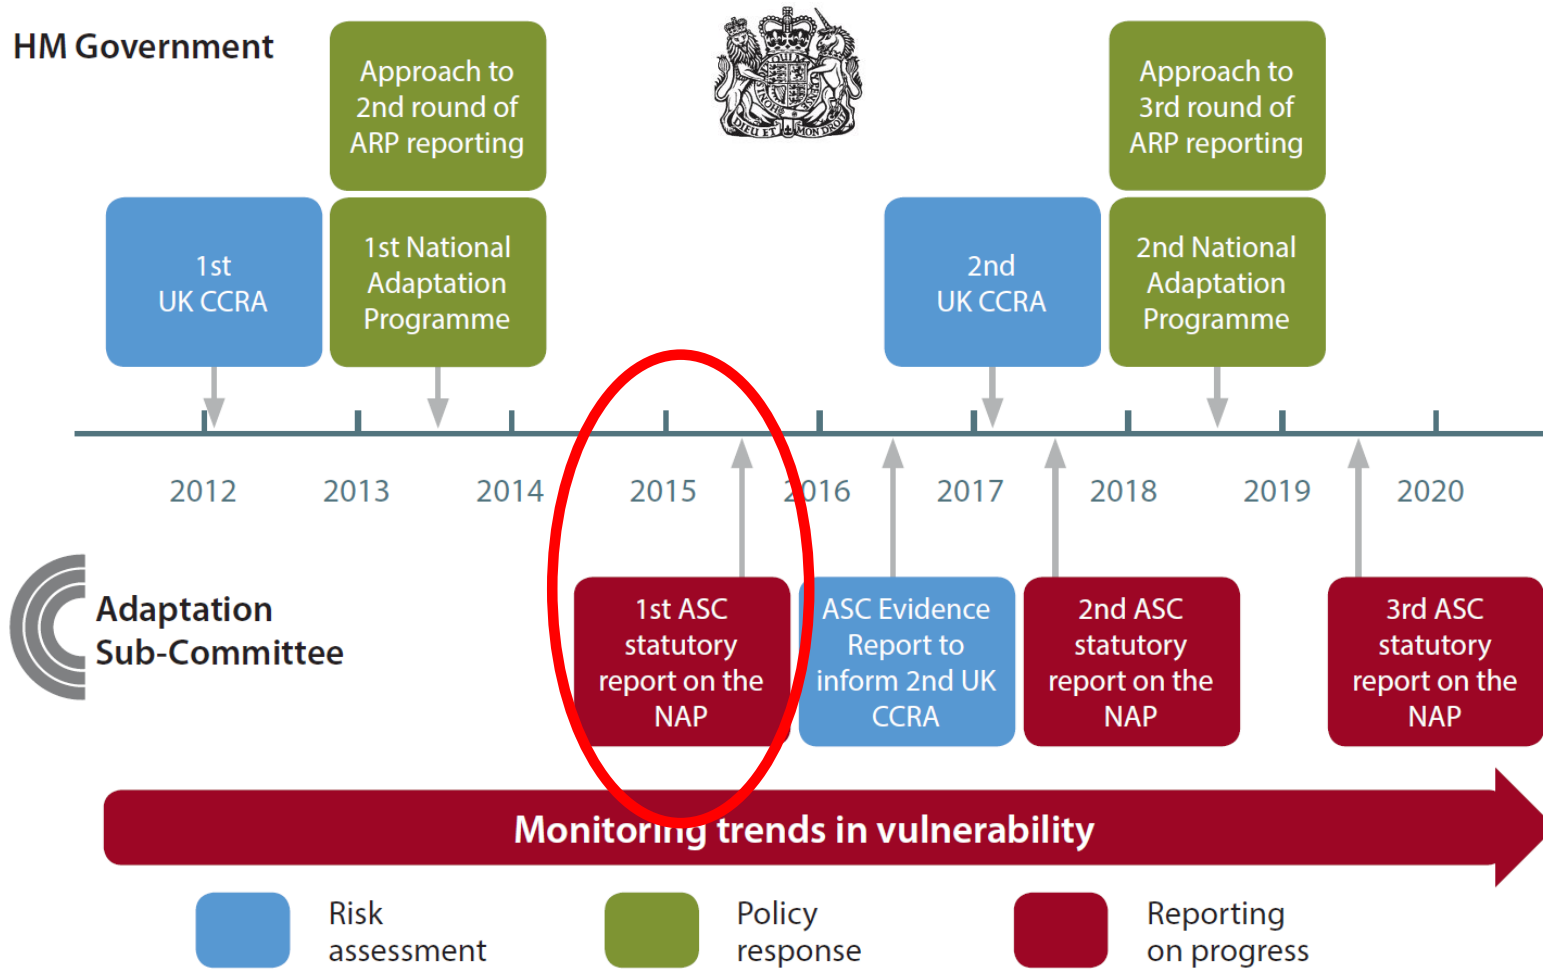 HM Government
Approach to
2nd round of
ARP reporting
DIEU ET MON DROIT
Approach to
3rd round of
ARP reporting
1st
UK CCRA
1st National
Adaptation
Programme
2nd
UK CCRA
2nd National
Adaptation
Programme
2012
2013
2014
2015
2016
2017
2018
2019
2020
Adaptation
Sub-Committee
1st ASC
statutory
report on the
NAP
ASC Evidence
Report to
inform 2nd UK
CCRA
2nd ASC
statutory
report on the
NAP
3rd ASC
statutory
report on the
NAP
Monitoring trends in vulnerability
Risk
assessment
Policy
response
Reporting
on progress